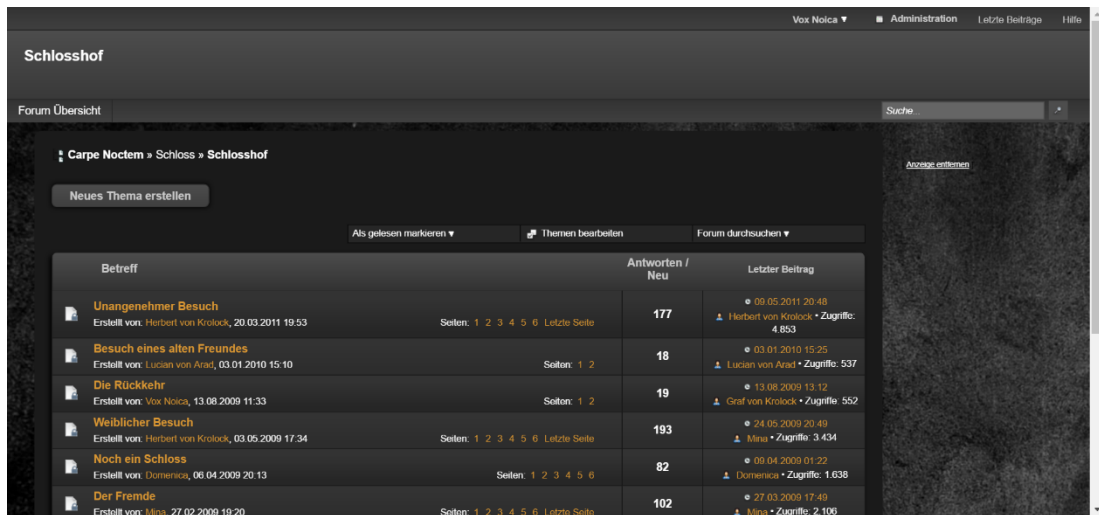 Vox Noica ▼ Administration Letzte Beiträge Hilfe
Schlosshof
Forum Übersicht
Suche...
Carpe Noctem » Schloss » Schlosshof
Anzeige entfernen
Neues Thema erstellen
Als gelesen markieren ▼ Themen bearbeiten Forum durchsuchen ▼
Betreff Antworten / Neu Letzter Beitrag
Unangenehmer Besuch
Erstellt von: Herbert von Krolock, 20.03.2011 19:53 Seiten: 1 2 3 4 5 6 Letzte Seite
177
09.05.2011 20:48
Herbert von Krolock • Zugriffe: 4.853
Besuch eines alten Freundes
Erstellt von: Lucian von Arad, 03.01.2010 15:10 Seiten: 1 2
18
03.01.2010 15:25
Lucian von Arad • Zugriffe: 537
Die Rückkehr
Erstellt von: Vox Noica, 13.08.2009 11:33 Seiten: 1 2
19
13.08.2009 13:12
Graf von Krolock • Zugriffe: 552
Weiblicher Besuch
Erstellt von: Herbert von Krolock, 03.05.2009 17:34 Seiten: 1 2 3 4 5 6 Letzte Seite
193
24.05.2009 20:49
Mina • Zugriffe: 3.434
Noch ein Schloss
Erstellt von: Domenica, 06.04.2009 20:13 Seiten: 1 2 3 4 5 6
82
09.04.2009 01:22
Domenica • Zugriffe: 1.638
Der Fremde
Erstellt von: Mina, 27.02.2009 19:20 Seiten: 1 2 3 4 5 6 Letzte Seite
102
27.03.2009 17:49
Mina • Zugriffe: 2.106